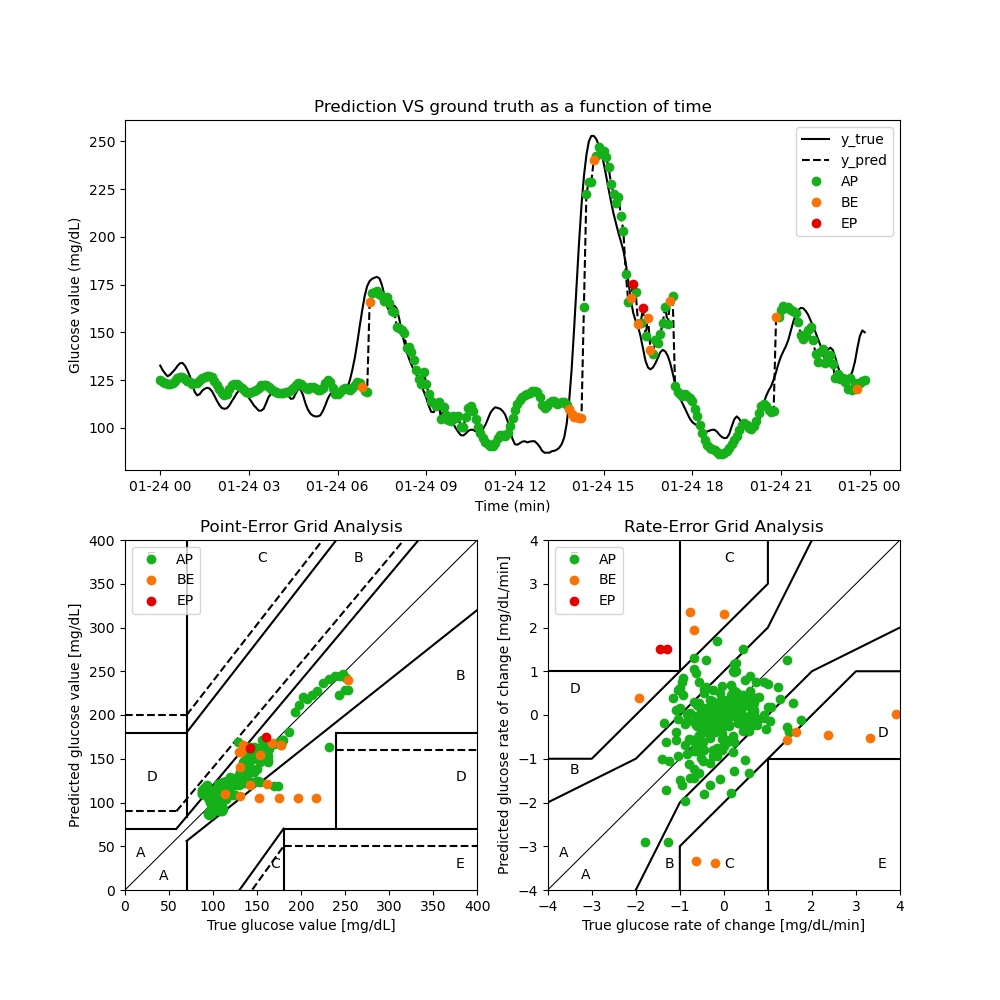 Prediction VS ground truth as a function of time
Glucose value (mg/dL)
250
225
200
175
150
125
100
y_true
y_pred
AP
BE
EP
01-24 00 01-24 03 01-24 06 01-24 09 01-24 12 01-24 15 01-24 18 01-24 21 01-25 00
Time (min)
Point-Error Grid Analysis
Predicted glucose value [mg/dL]
400
350
300
250
200
150
100
50
0
AP
BE
EP
C
B
B
D
D
A
A
C
E
0 50 100 150 200 250 300 350 400
True glucose value [mg/dL]
Rate-Error Grid Analysis
Predicted glucose rate of change [mg/dL/min]
4
3
2
1
0
−1
−2
−3
−4
AP
BE
EP
C
D
D
B
A
A
B
C
E
−4 −3 −2 −1 0 1 2 3 4
True glucose rate of change [mg/dL/min]